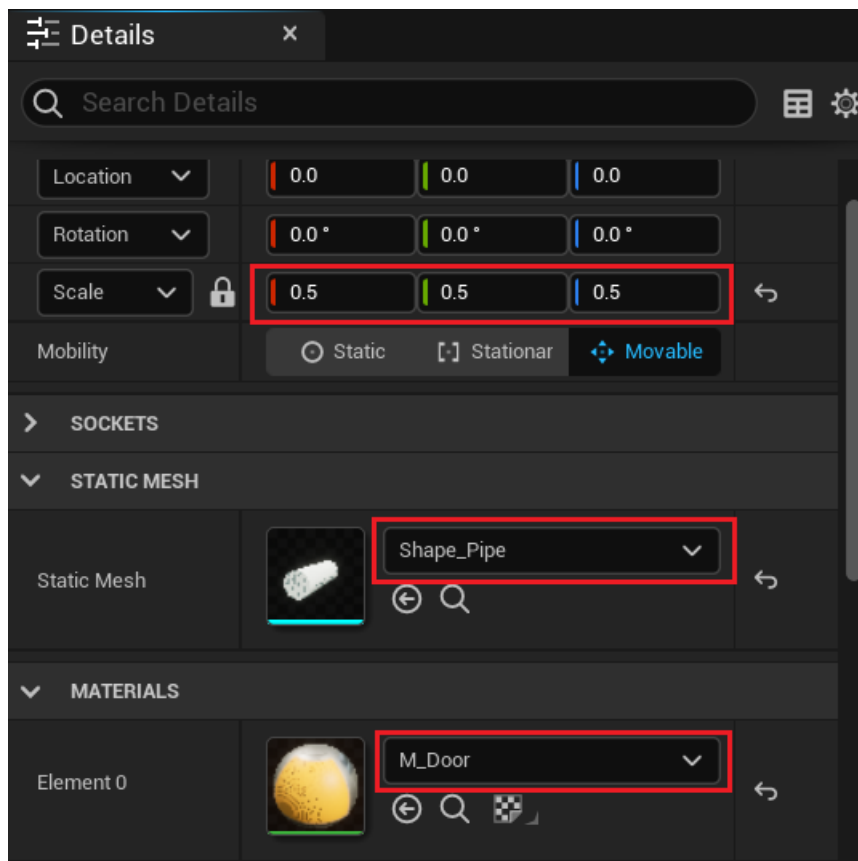 Details
Search Details
Location 0.0 0.0 0.0
Rotation 0.0 ° 0.0 ° 0.0 °
Scale 0.5 0.5 0.5
Mobility Static Stationar Movable
SOCKETS
STATIC MESH
Shape_Pipe
Static Mesh
MATERIALS
M_Door
Element 0